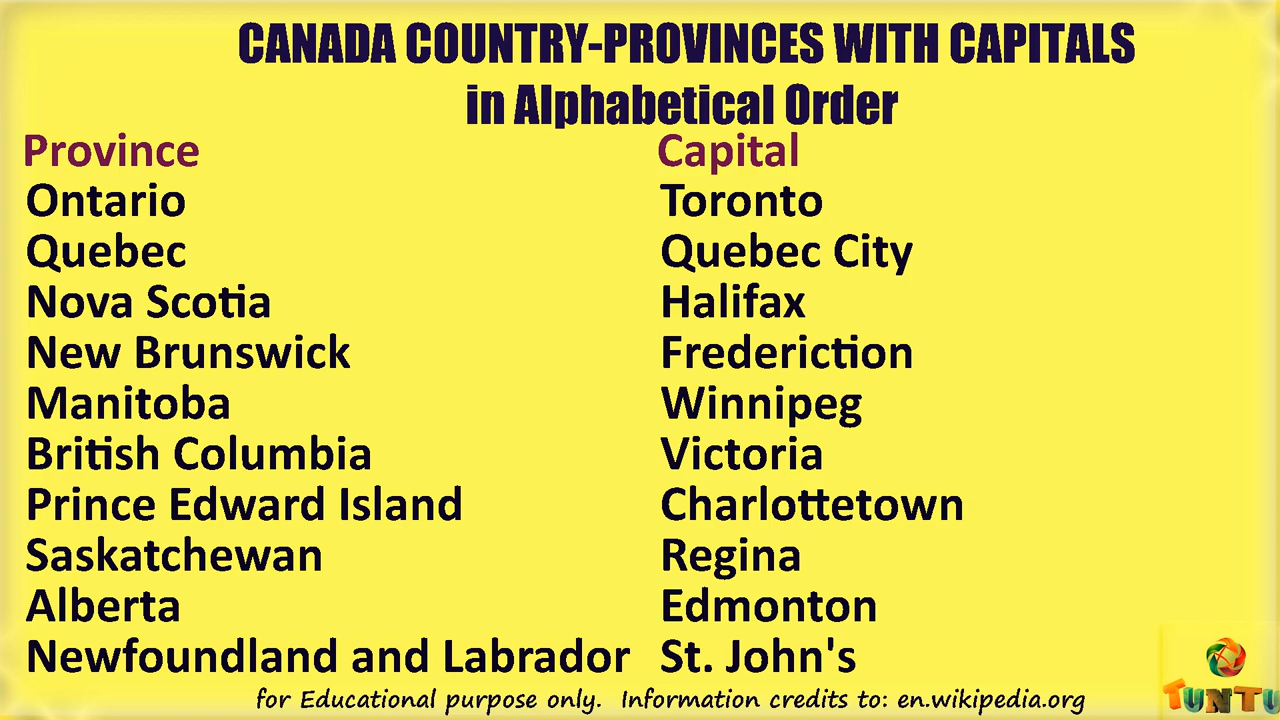 CANADA COUNTRY-PROVINCES WITH CAPITALS
in Alphabetical Order
Province Capital
Ontario Toronto
Quebec Quebec City
Nova Scotia Halifax
New Brunswick Frederiction
Manitoba Winnipeg
British Columbia Victoria
Prince Edward Island Charlottetown
Saskatchewan Regina
Alberta Edmonton
Newfoundland and Labrador St. John's
for Educational purpose only. Information credits to: en.wikipedia.org
TUNTU